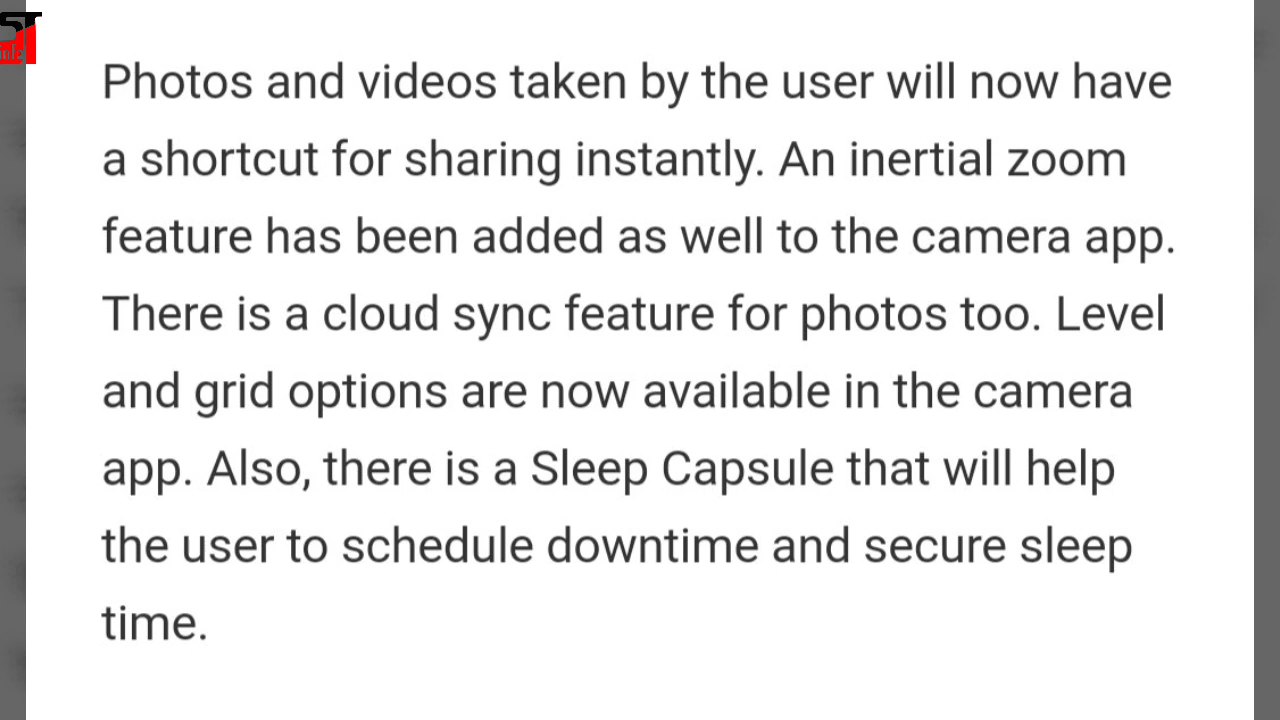 ST
info
Photos and videos taken by the user will now have
a shortcut for sharing instantly. An inertial zoom
feature has been added as well to the camera app.
There is a cloud sync feature for photos too. Level
and grid options are now available in the camera
app. Also, there is a Sleep Capsule that will help
the user to schedule downtime and secure sleep
time.